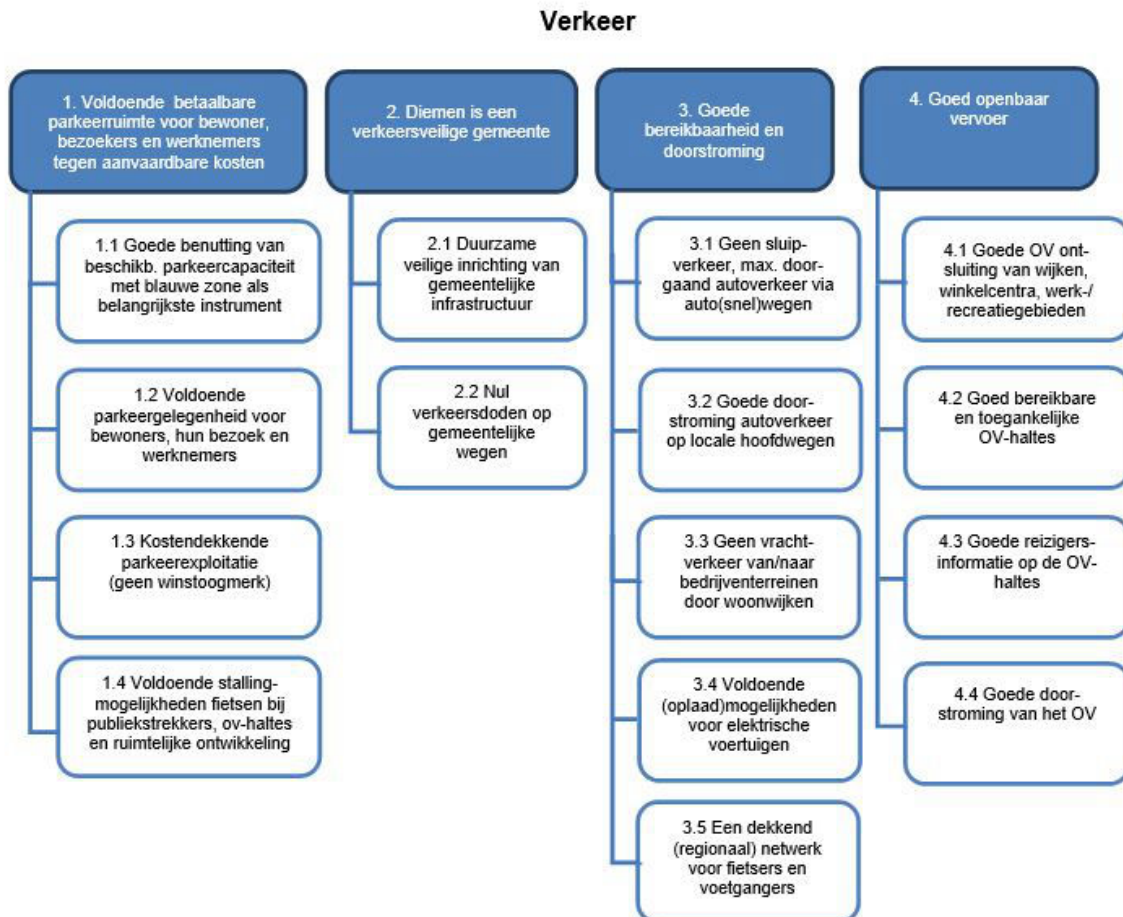 Verkeer
1. Voldoende betaalbare
parkeerruimte voor bewoner,
bezoekers en werknemers
tegen aanvaardbare kosten
1.1 Goede benutting van
beschikb. parkeercapaciteit
met blauwe zone als
belangrijkste instrument
1.2 Voldoende
parkeergelegenheid voor
bewoners, hun bezoek en
werknemers
1.3 Kostendekkende
parkeerexploitatie
(geen winstoogmerk)
1.4 Voldoende stalling-
mogelijkheden fietsen bij
publiekstrekkers, ov-haltes
en ruimtelijke ontwikkeling
2. Diemen is een
verkeersveilige gemeente
2.1 Duurzame
veilige inrichting van
gemeentelijke
infrastructuur
2.2 Nul
verkeersdoden op
gemeentelijke
wegen
3. Goede
bereikbaarheid en
doorstroming
3.1 Geen sluip-
verkeer, max. door-
gaand autoverkeer via
auto(snel)wegen
3.2 Goede door-
stroming autoverkeer
op locale hoofdwegen
3.3 Geen vracht-
verkeer van/naar
bedrijventerreinen
door woonwijken
3.4 Voldoende
(oplaad)mogelijkheden
voor elektrische
voertuigen
3.5 Een dekkend
(regionaal) netwerk
voor fietsers en
voetgangers
4. Goed openbaar
vervoer
4.1 Goede OV ont-
sluiting van wijken,
winkelcentra, werk-/
recreatiegebieden
4.2 Goed bereikbare
en toegankelijke
OV-haltes
4.3 Goede reizigers-
informatie op de OV-
haltes
4.4 Goede door-
stroming van het OV